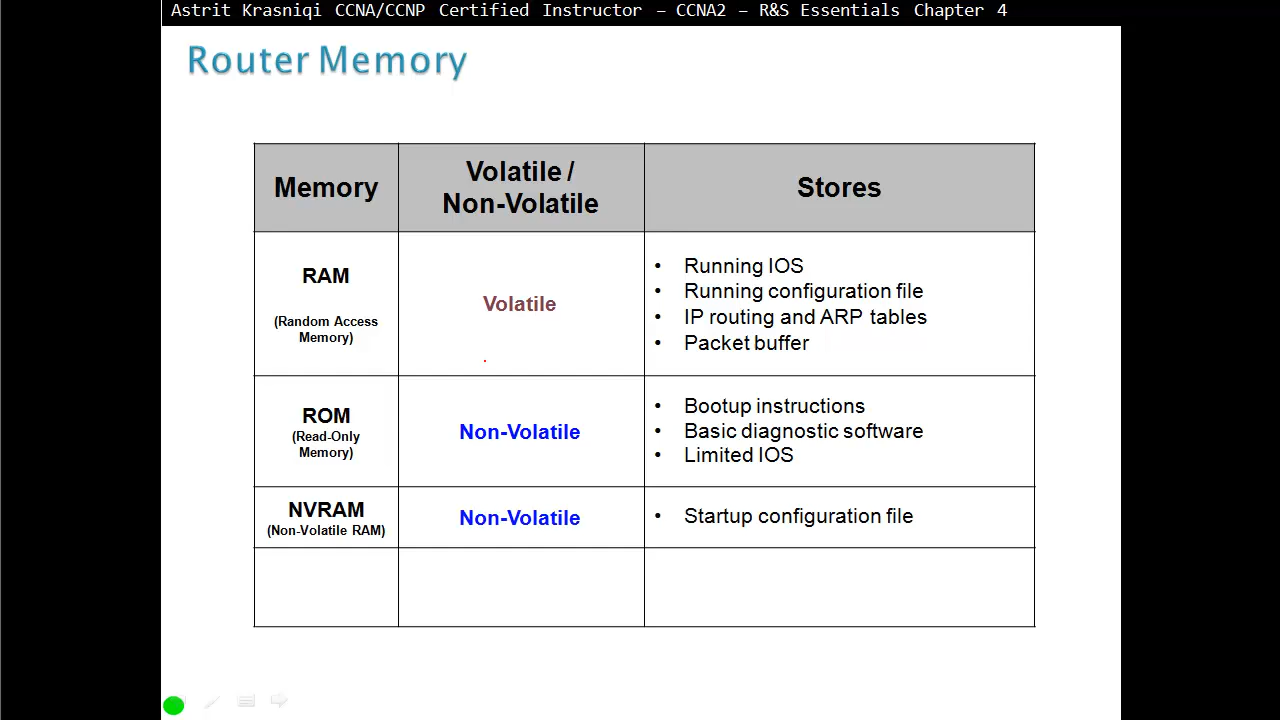 Astrit Krasniqi CCNA/CCNP Certified Instructor – CCNA2 – R&S Essentials Chapter 4
Router Memory
Memory
Volatile /
Non-Volatile
Stores
RAM
(Random Access
Memory)
Volatile
• Running IOS
• Running configuration file
• IP routing and ARP tables
• Packet buffer
ROM
(Read-Only
Memory)
Non-Volatile
• Bootup instructions
• Basic diagnostic software
• Limited IOS
NVRAM
(Non-Volatile RAM)
Non-Volatile
• Startup configuration file